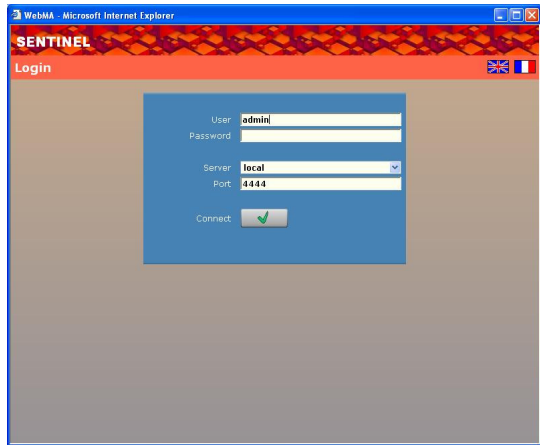 WebMA - Microsoft Internet Explorer
SENTINEL
Login
User admin
Password
Server local
Port 4444
Connect